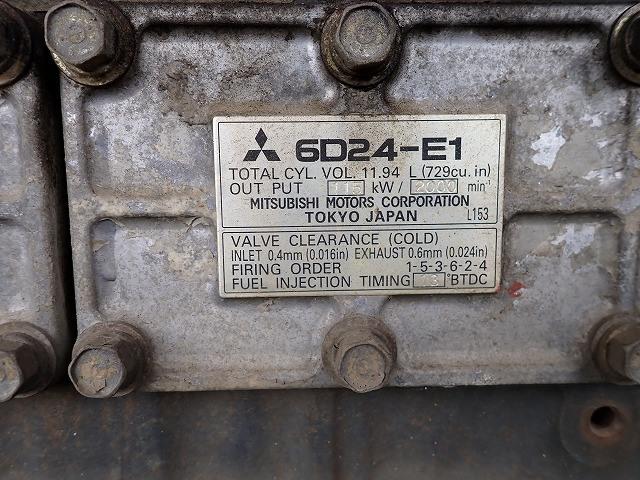 6D24-E1
TOTAL CYL. VOL. 11.94 L (729cu. in)
OUT PUT 115 kW/ 2000 min⁻¹
MITSUBISHI MOTORS CORPORATION
TOKYO JAPAN L153
VALVE CLEARANCE (COLD)
INLET 0.4mm (0.016in) EXHAUST 0.6mm (0.024in)
FIRING ORDER 1-5-3-6-2-4
FUEL INJECTION TIMING °BTDC